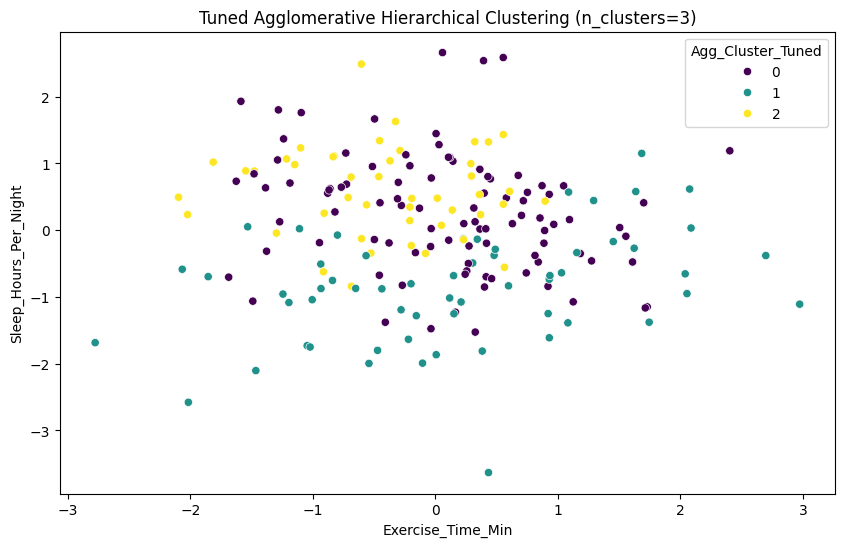 Tuned Agglomerative Hierarchical Clustering (n_clusters=3)
Agg_Cluster_Tuned
0
1
2
2
1
0
−1
−2
−3
Sleep_Hours_Per_Night
−3 −2 −1 0 1 2 3
Exercise_Time_Min